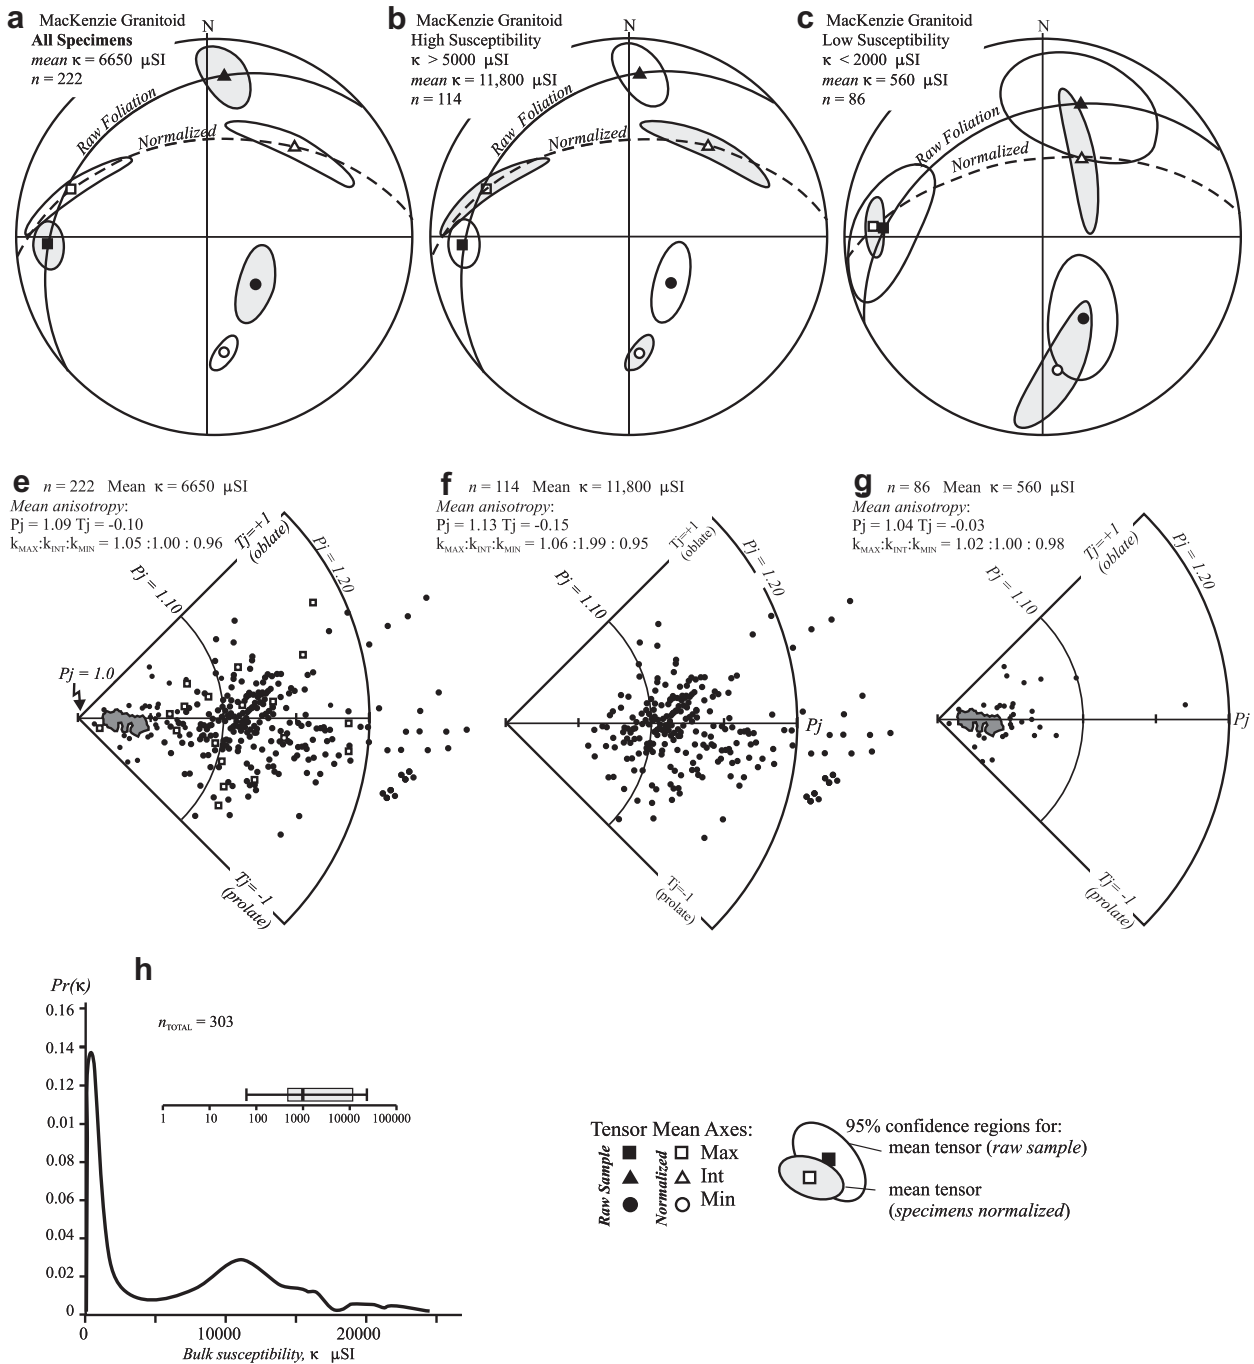 a MacKenzie Granitoid
All Specimens
mean κ = 6650 μSI
n = 222
N
Raw Foliation
Normalized
b MacKenzie Granitoid
High Susceptibility
κ > 5000 μSI
mean κ = 11,800 μSI
n = 114
N
Raw Foliation
Normalized
c MacKenzie Granitoid
Low Susceptibility
κ < 2000 μSI
mean κ = 560 μSI
n = 86
N
Raw Foliation
Normalized
e n = 222 Mean κ = 6650 μSI
Mean anisotropy:
Pj = 1.09 Tj = -0.10
kMAX:kINT:kMIN = 1.05 :1.00 : 0.96
Tj=+1
(oblate)
Pj = 1.20
Pj = 1.10
Pj = 1.0
Tj= -1
(prolate)
f n = 114 Mean κ = 11,800 μSI
Mean anisotropy:
Pj = 1.13 Tj = -0.15
kMAX:kINT:kMIN = 1.06 :1.99 : 0.95
Tj=+1
(oblate)
Pj = 1.20
Pj = 1.10
Pj
Tj=-1
(prolate)
g n = 86 Mean κ = 560 μSI
Mean anisotropy:
Pj = 1.04 Tj = -0.03
kMAX:kINT:kMIN = 1.02 :1.00 : 0.98
Tj=+1
(oblate)
Pj = 1.20
Pj = 1.10
Pj
Tj= -1
(prolate)
h
Pr(κ)
0.16
0.14
0.12
0.01
0.08
0.06
0.04
0.02
0
nTOTAL = 303
1 10 100 1000 10000 100000
0 10000 20000
Bulk susceptibility, κ μSI
Tensor Mean Axes:
Raw Sample
Normalized
Max
Int
Min
95% confidence regions for:
mean tensor (raw sample)
mean tensor
(specimens normalized)